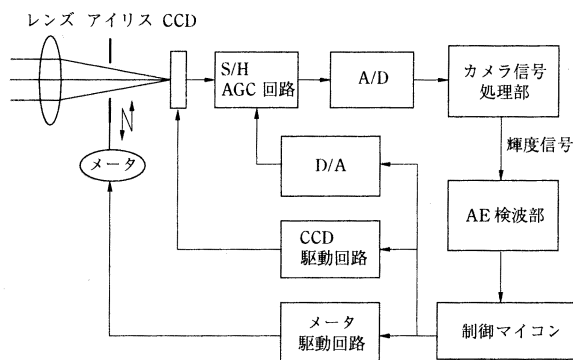 レンズ アイリス CCD
S/H
AGC 回路
A/D
カメラ信号
処理部
輝度信号
メータ
D/A
AE 検波部
CCD
駆動回路
メータ
駆動回路
制御マイコン